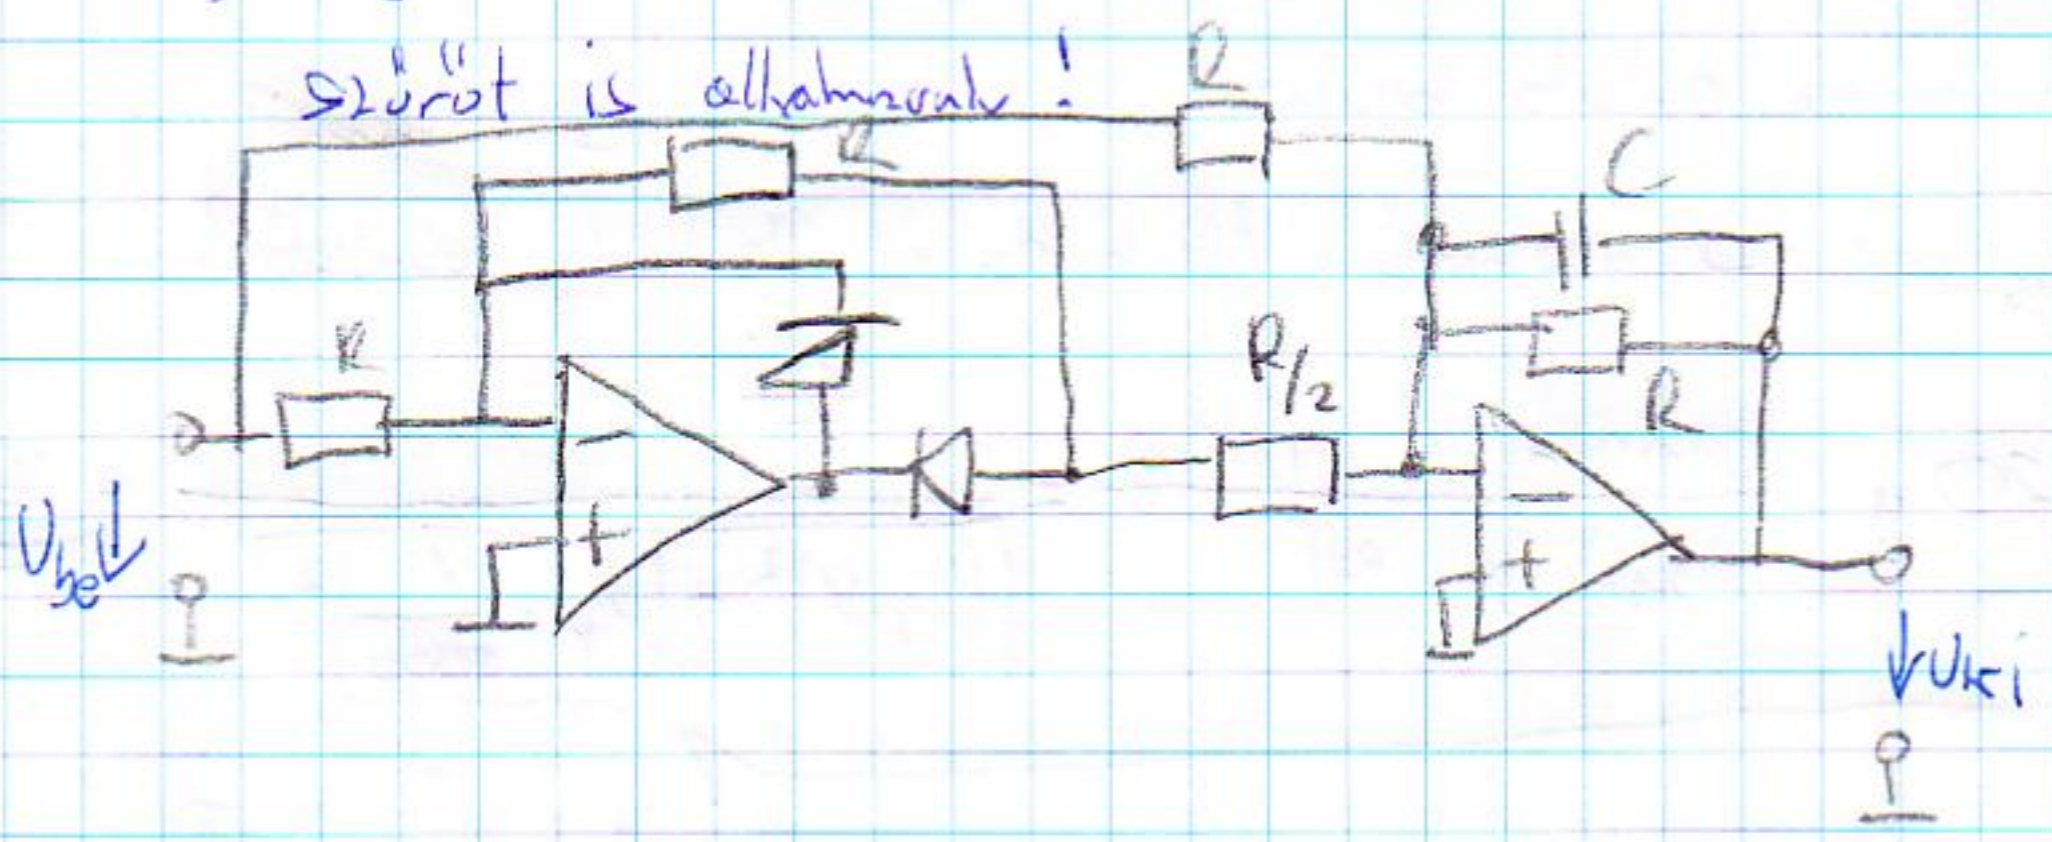 szűrőt is alkalmazunk!
R
R
C
R
R/2
R
-
+
-
+
Ube↓
↓Uki